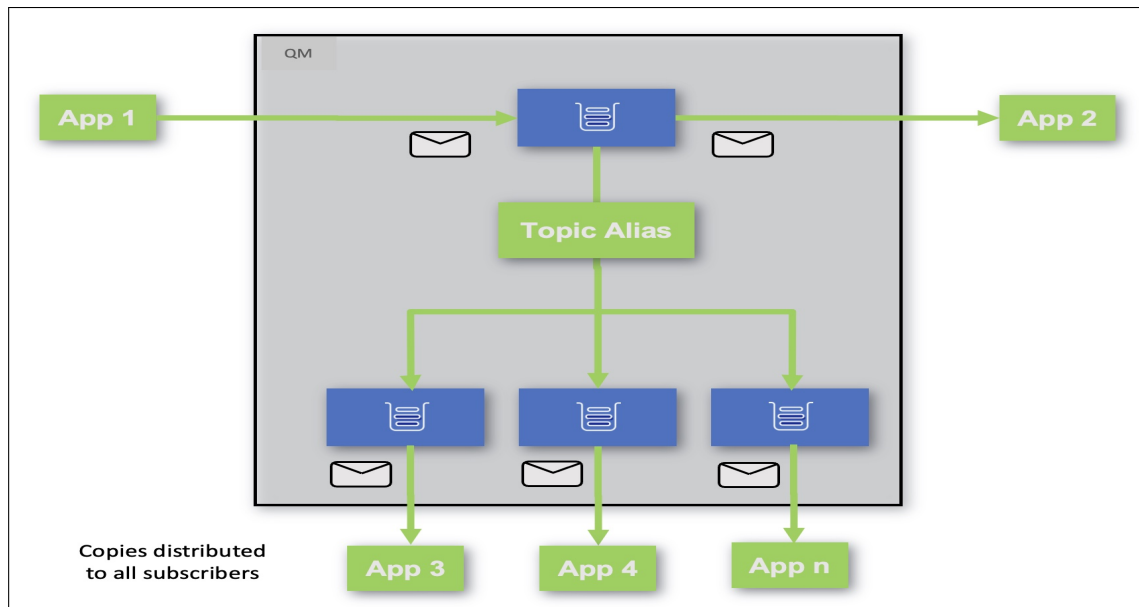 QM
App 1
App 2
Topic Alias
Copies distributed
to all subscribers
App 3
App 4
App n